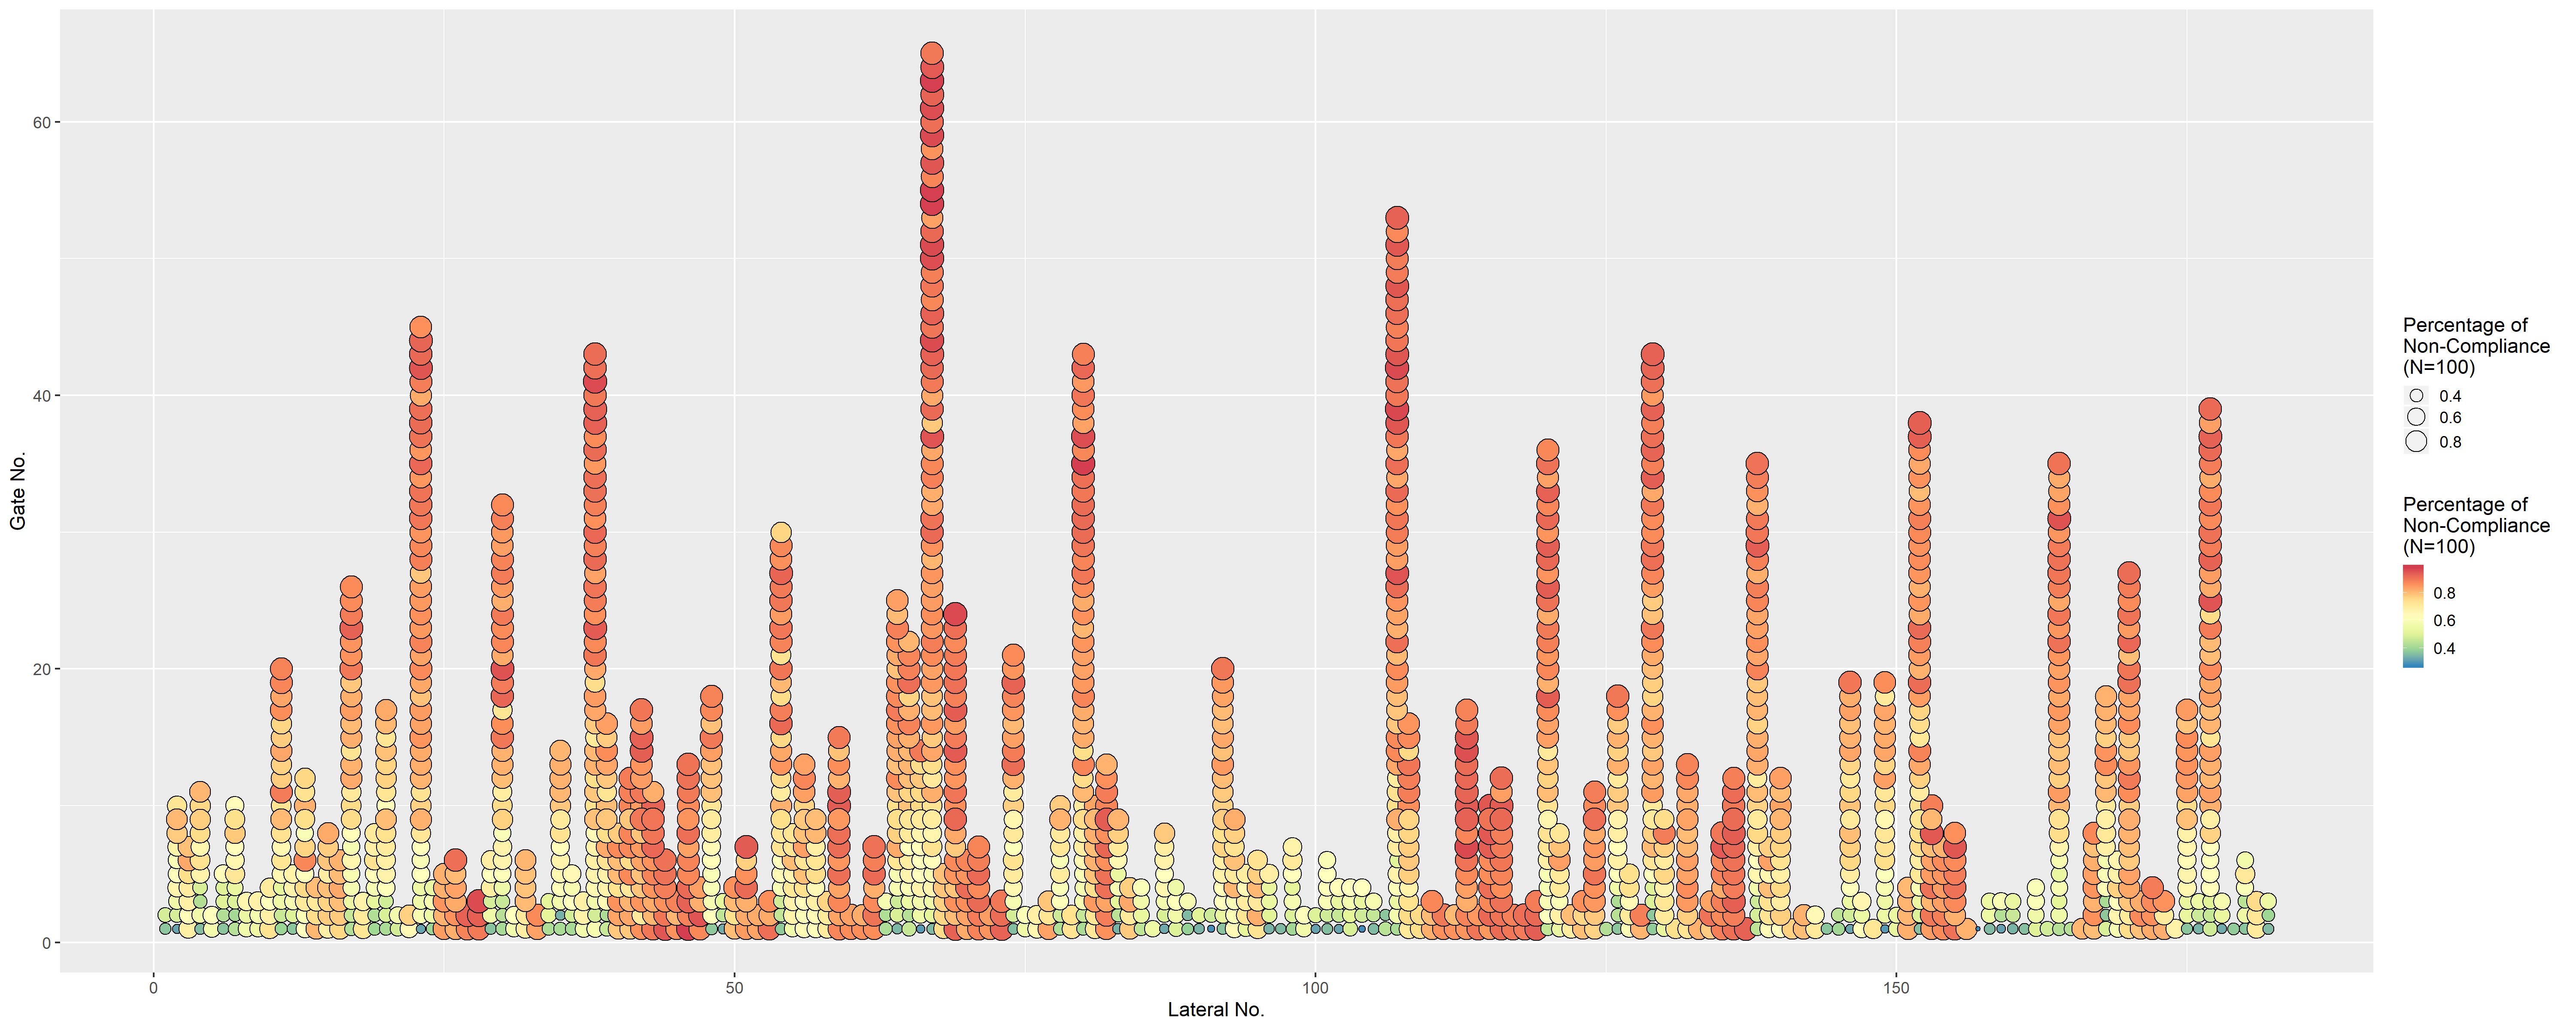 60
40
20
0
Gate No.
0
50
100
150
Lateral No.
Percentage of
Non-Compliance
(N=100)
0.4
0.6
0.8
Percentage of
Non-Compliance
(N=100)
0.8
0.6
0.4